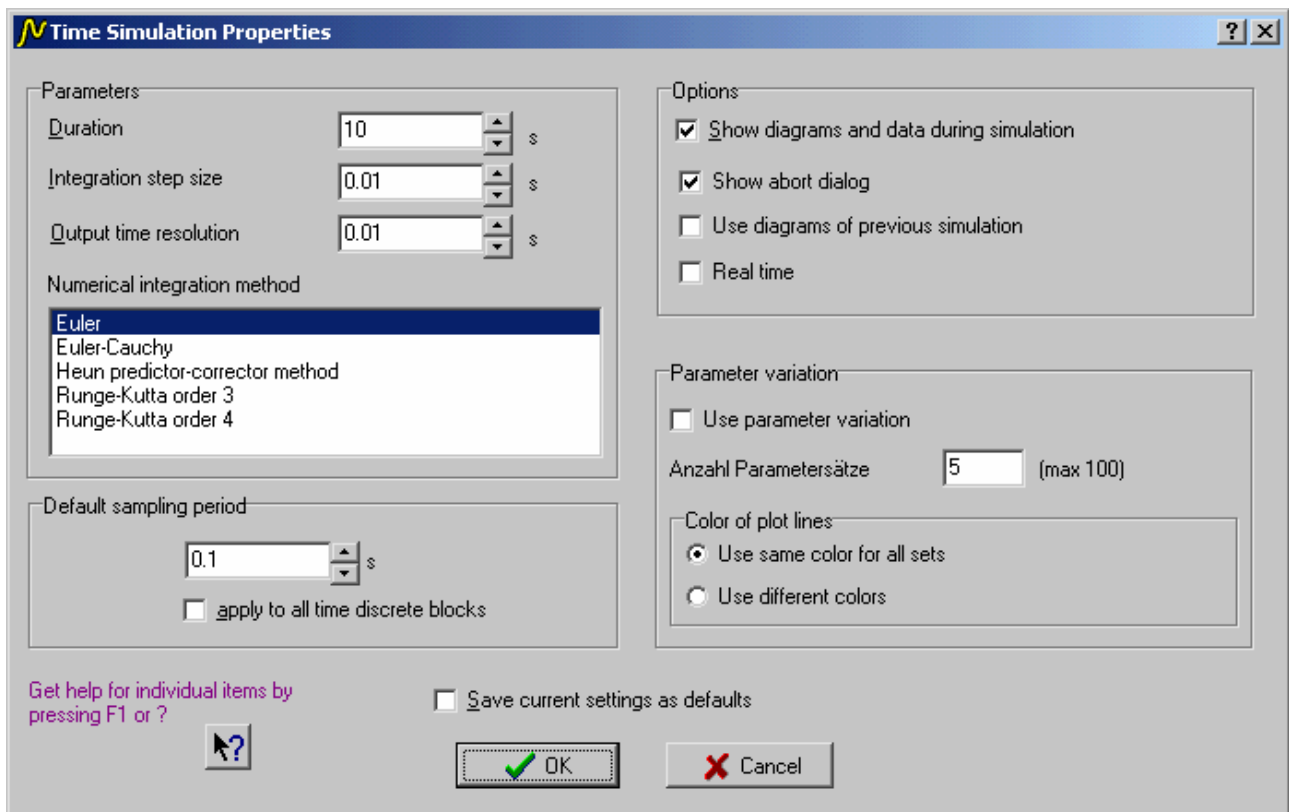 Time Simulation Properties
Parameters
Duration 10 s
Integration step size 0.01 s
Output time resolution 0.01 s
Numerical integration method
Euler
Euler-Cauchy
Heun predictor-corrector method
Runge-Kutta order 3
Runge-Kutta order 4
Default sampling period
0.1 s
apply to all time discrete blocks
Options
Show diagrams and data during simulation
Show abort dialog
Use diagrams of previous simulation
Real time
Parameter variation
Use parameter variation
Anzahl Parametersätze 5 (max 100)
Color of plot lines
Use same color for all sets
Use different colors
Get help for individual items by
pressing F1 or ?
Save current settings as defaults
OK
Cancel